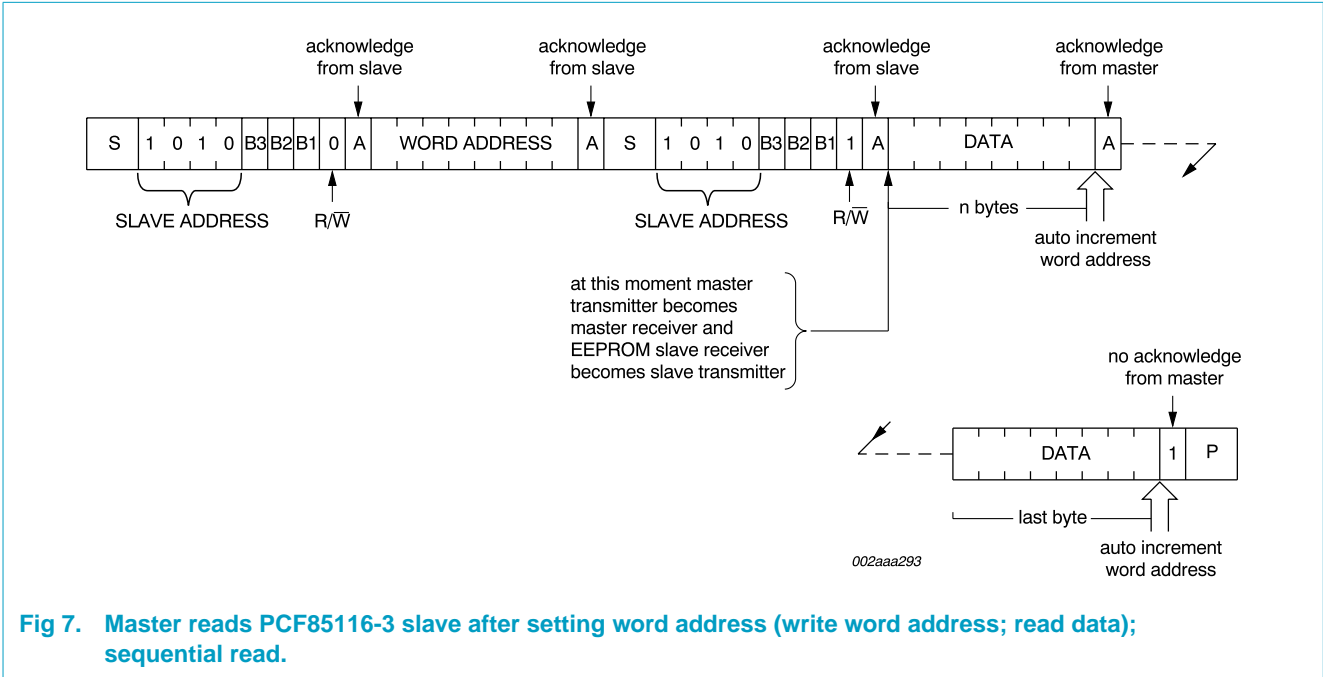 acknowledge
from slave
acknowledge
from slave
acknowledge
from slave
acknowledge
from master
S 1 0 1 0 B3 B2 B1 0 A WORD ADDRESS A S 1 0 1 0 B3 B2 B1 1 A DATA A
SLAVE ADDRESS
R/W̅
SLAVE ADDRESS
R/W̅
n bytes
auto increment
word address
at this moment master
transmitter becomes
master receiver and
EEPROM slave receiver
becomes slave transmitter
no acknowledge
from master
DATA 1 P
last byte
auto increment
word address
002aaa293
Fig 7. Master reads PCF85116-3 slave after setting word address (write word address; read data);
sequential read.